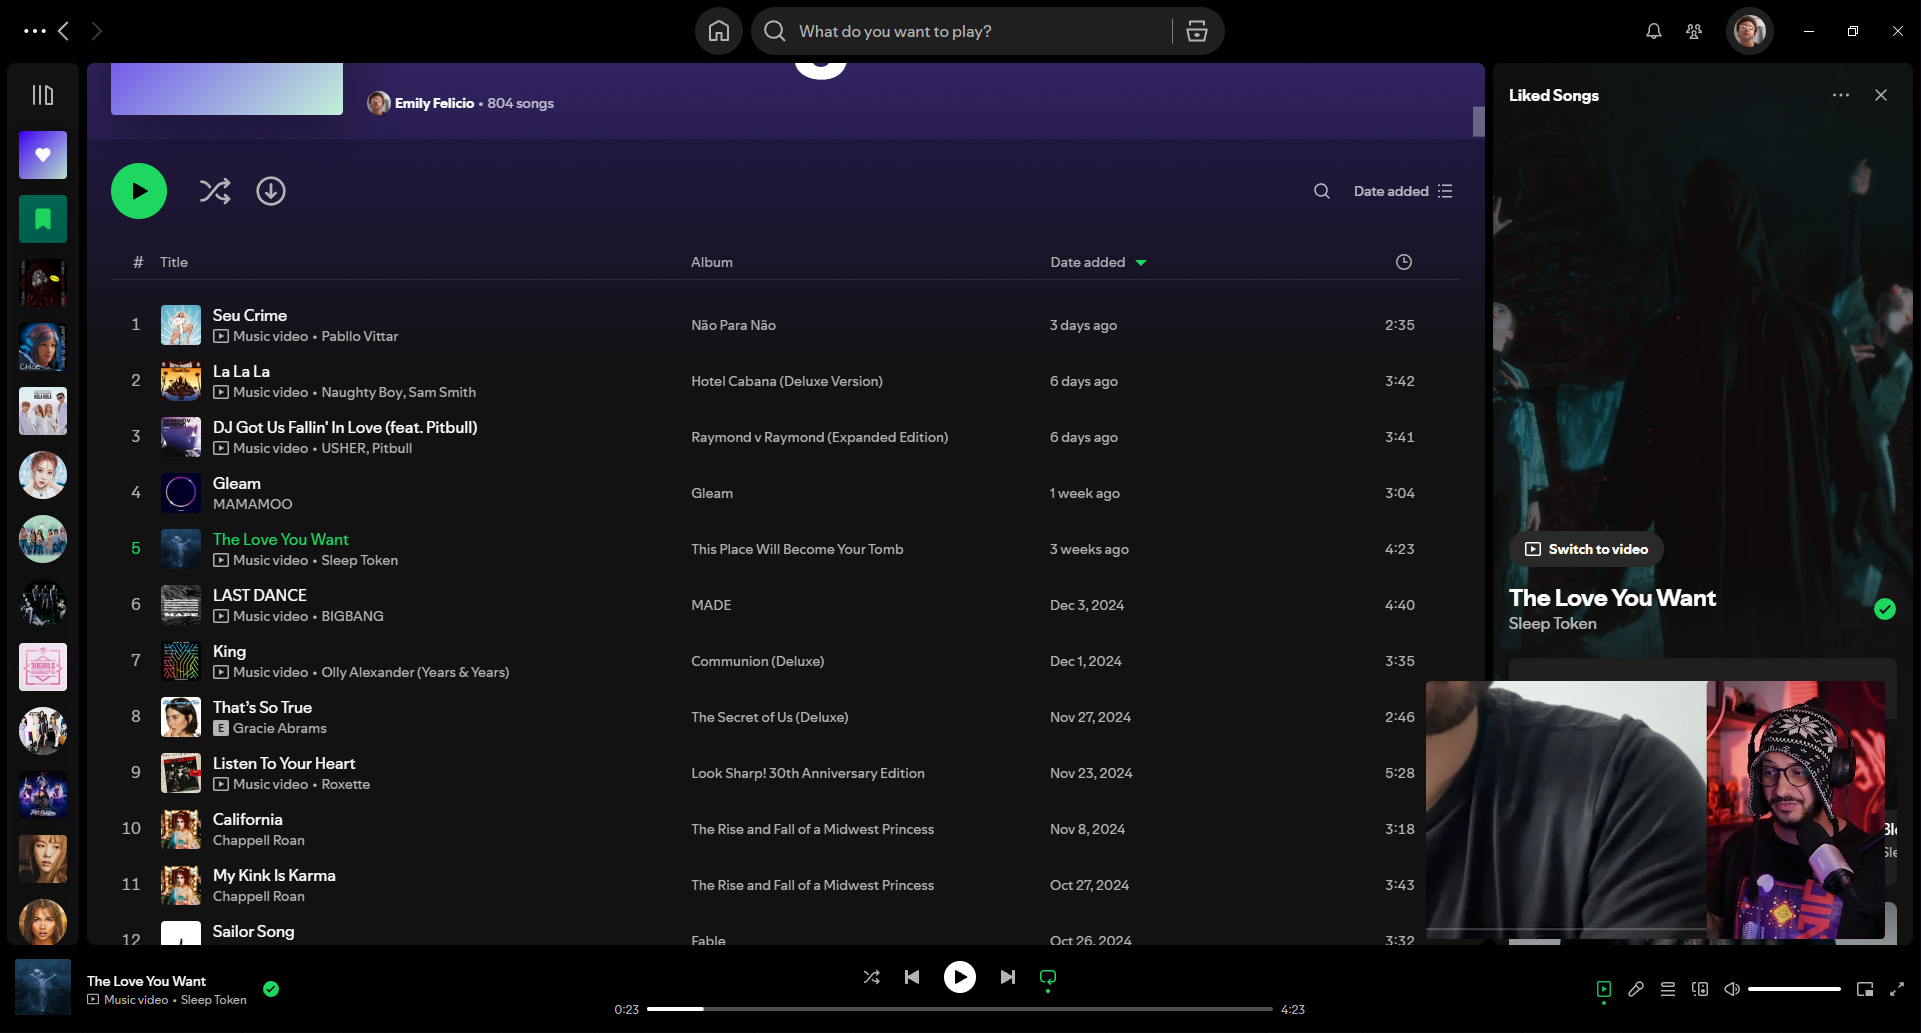 What do you want to play?
Emily Felicio • 804 songs
Date added
# Title Album Date added
1 Seu Crime Não Para Não 3 days ago 2:35
Music video • Pabllo Vittar
2 La La La Hotel Cabana (Deluxe Version) 6 days ago 3:42
Music video • Naughty Boy, Sam Smith
3 DJ Got Us Fallin' In Love (feat. Pitbull) Raymond v Raymond (Expanded Edition) 6 days ago 3:41
Music video • USHER, Pitbull
4 Gleam Gleam 1 week ago 3:04
MAMAMOO
5 The Love You Want This Place Will Become Your Tomb 3 weeks ago 4:23
Music video • Sleep Token
6 LAST DANCE MADE Dec 3, 2024 4:40
Music video • BIGBANG
7 King Communion (Deluxe) Dec 1, 2024 3:35
Music video • Olly Alexander (Years & Years)
8 That's So True The Secret of Us (Deluxe) Nov 27, 2024 2:46
E Gracie Abrams
9 Listen To Your Heart Look Sharp! 30th Anniversary Edition Nov 23, 2024 5:28
Music video • Roxette
10 California The Rise and Fall of a Midwest Princess Nov 8, 2024 3:18
Chappell Roan
11 My Kink Is Karma The Rise and Fall of a Midwest Princess Oct 27, 2024 3:43
Chappell Roan
12 Sailor Song Fable Oct 26, 2024 3:32
Liked Songs
Switch to video
The Love You Want
Sleep Token
The Love You Want
Music video • Sleep Token
0:23
4:23